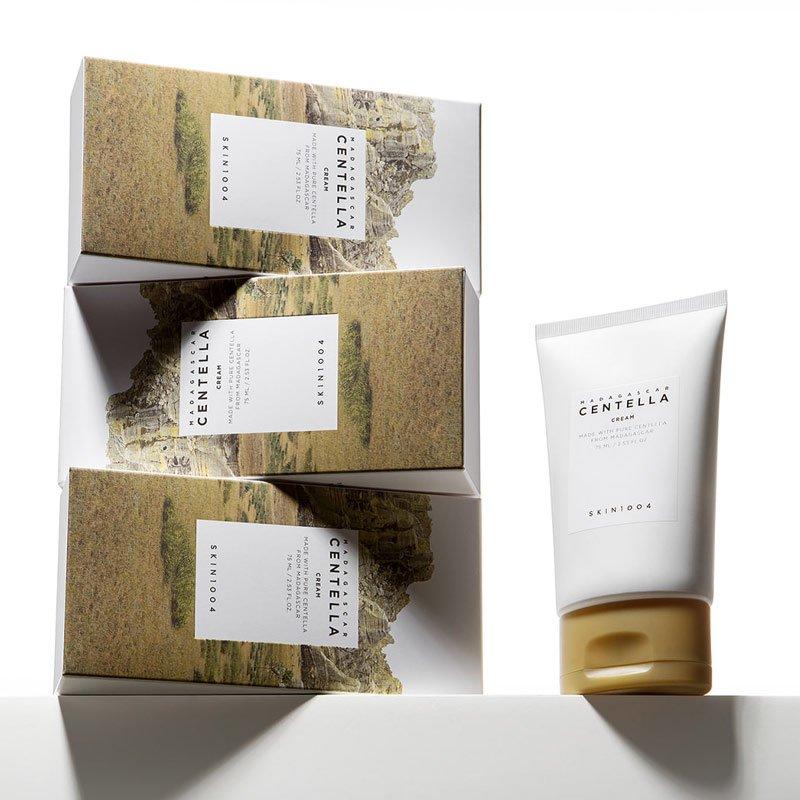 MADAGASCAR
CENTELLA
CREAM
MADE WITH PURE CENTELLA
FROM MADAGASCAR
75 ML / 2.53 FL.OZ.
SKIN1004
MADAGASCAR
CENTELLA
CREAM
MADE WITH PURE CENTELLA
FROM MADAGASCAR
75 ML / 2.53 FL.OZ.
SKIN1004
MADAGASCAR
CENTELLA
CREAM
MADE WITH PURE CENTELLA
FROM MADAGASCAR
75 ML / 2.53 FL.OZ.
SKIN1004
MADAGASCAR
CENTELLA
CREAM
MADE WITH PURE CENTELLA
FROM MADAGASCAR
75 ML / 2.53 FL.OZ.
SKIN1004